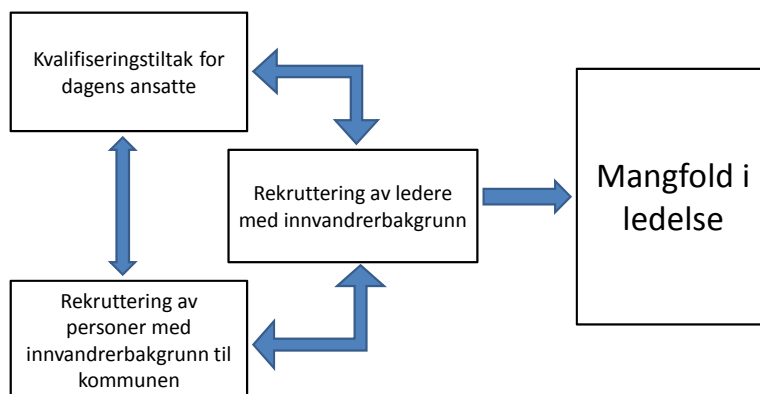 Kvalifiseringstiltak for
dagens ansatte
Rekruttering av ledere
med innvandrerbakgrunn
Mangfold i
ledelse
Rekruttering av
personer med
innvandrerbakgrunn til
kommunen